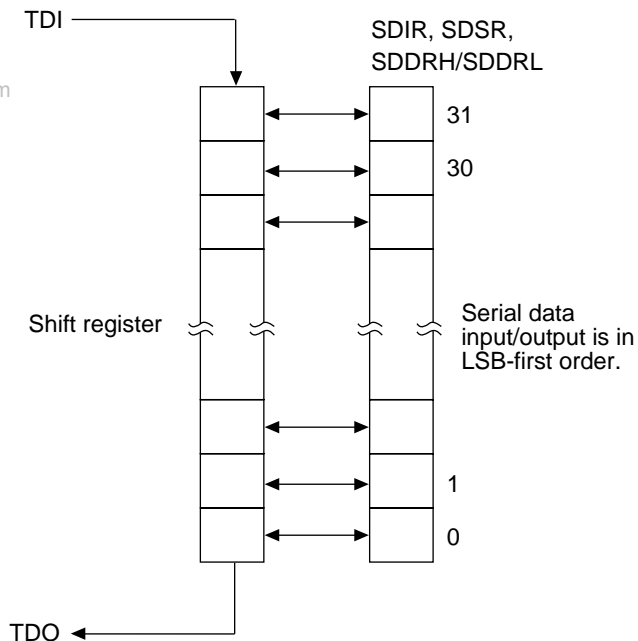 TDI
SDIR, SDSR,
SDDRH/SDDRL
m
31
30
Shift register
Serial data
input/output is in
LSB-first order.
1
0
TDO